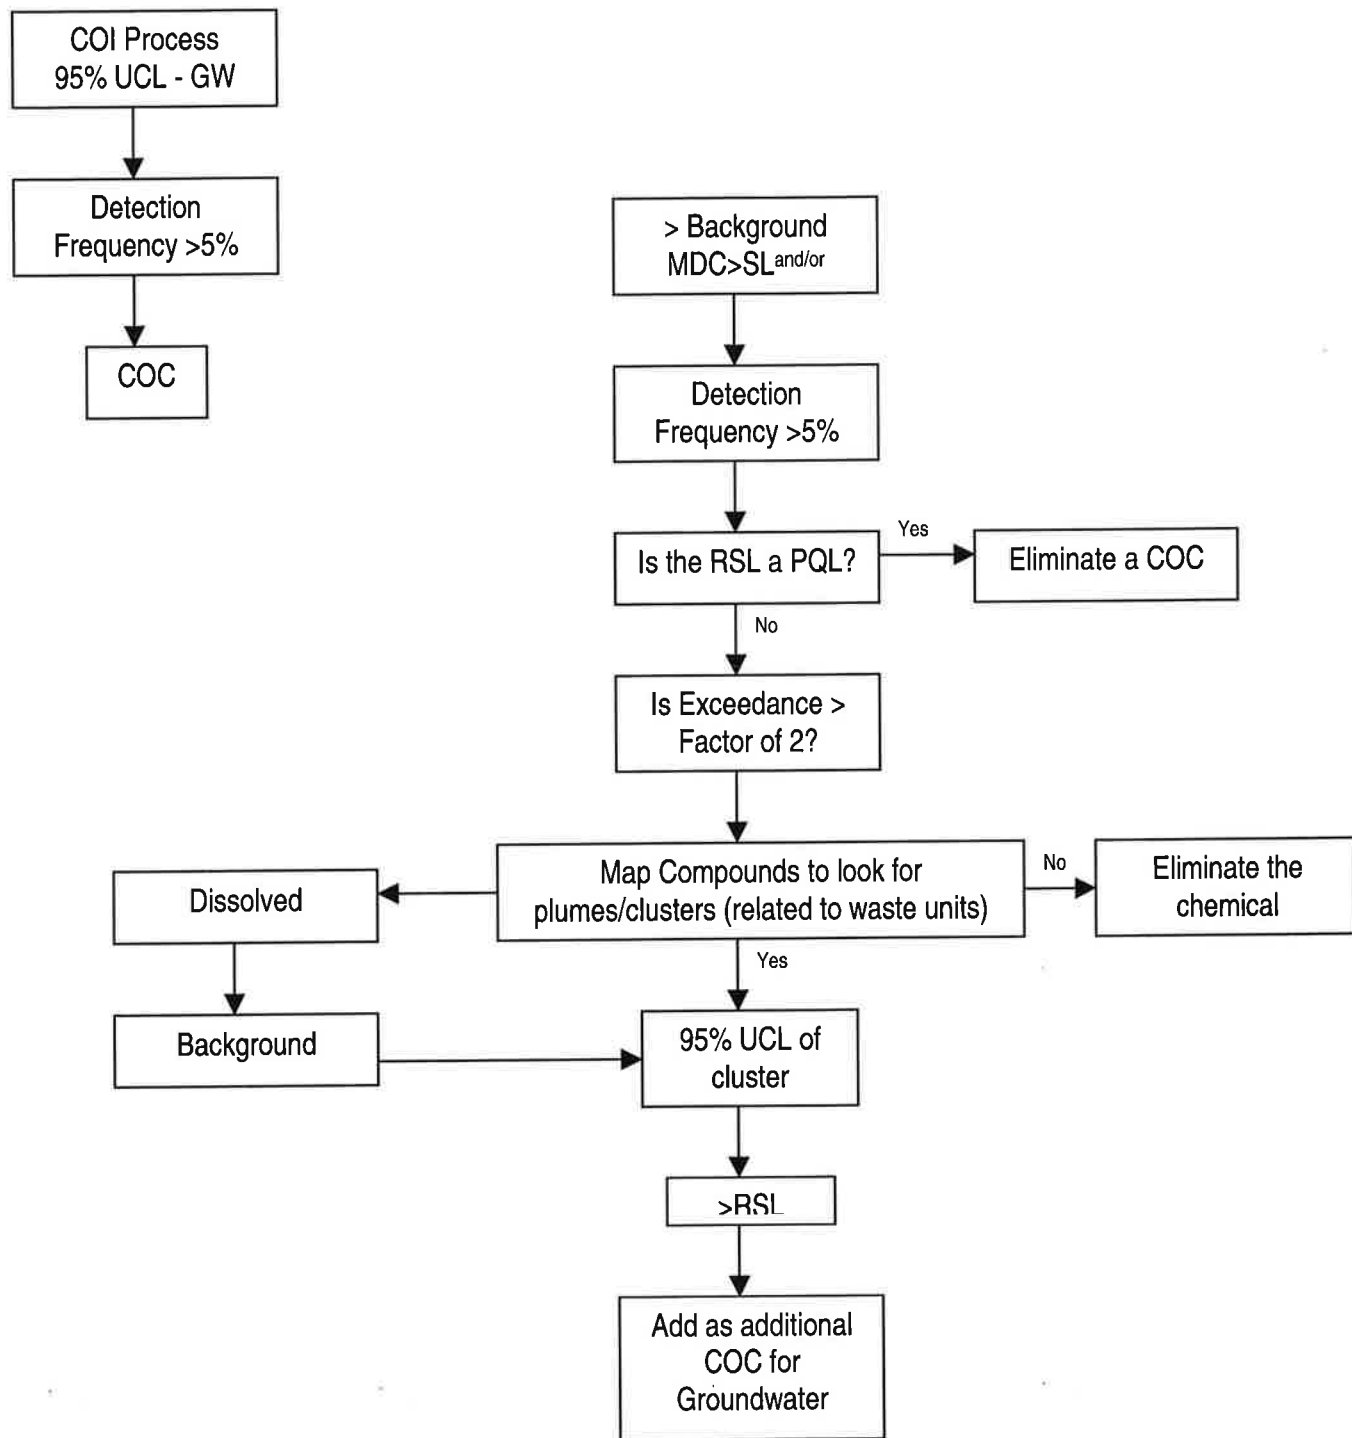 COI Process
95% UCL - GW
Detection
Frequency >5%
COC
> Background
MDC>SL and/or
Detection
Frequency >5%
Is the RSL a PQL?
Yes
Eliminate a COC
No
Is Exceedance >
Factor of 2?
Map Compounds to look for
plumes/clusters (related to waste units)
No
Eliminate the
chemical
Dissolved
Yes
Background
95% UCL of
cluster
>RSL
Add as additional
COC for
Groundwater